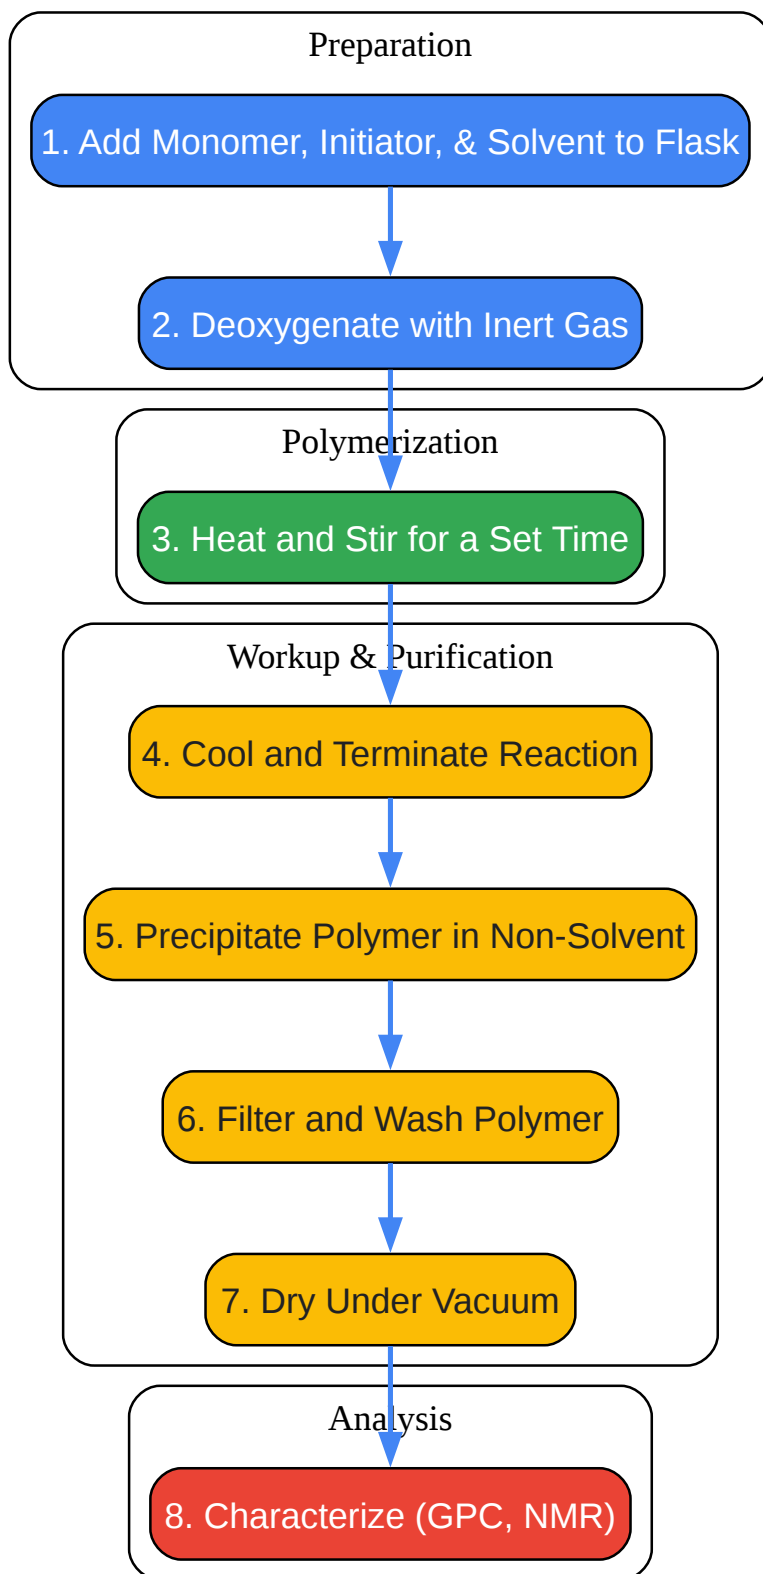 Preparation
1. Add Monomer, Initiator, & Solvent to Flask
2. Deoxygenate with Inert Gas
Polymerization
3. Heat and Stir for a Set Time
Workup & Purification
4. Cool and Terminate Reaction
5. Precipitate Polymer in Non-Solvent
6. Filter and Wash Polymer
7. Dry Under Vacuum
Analysis
8. Characterize (GPC, NMR)